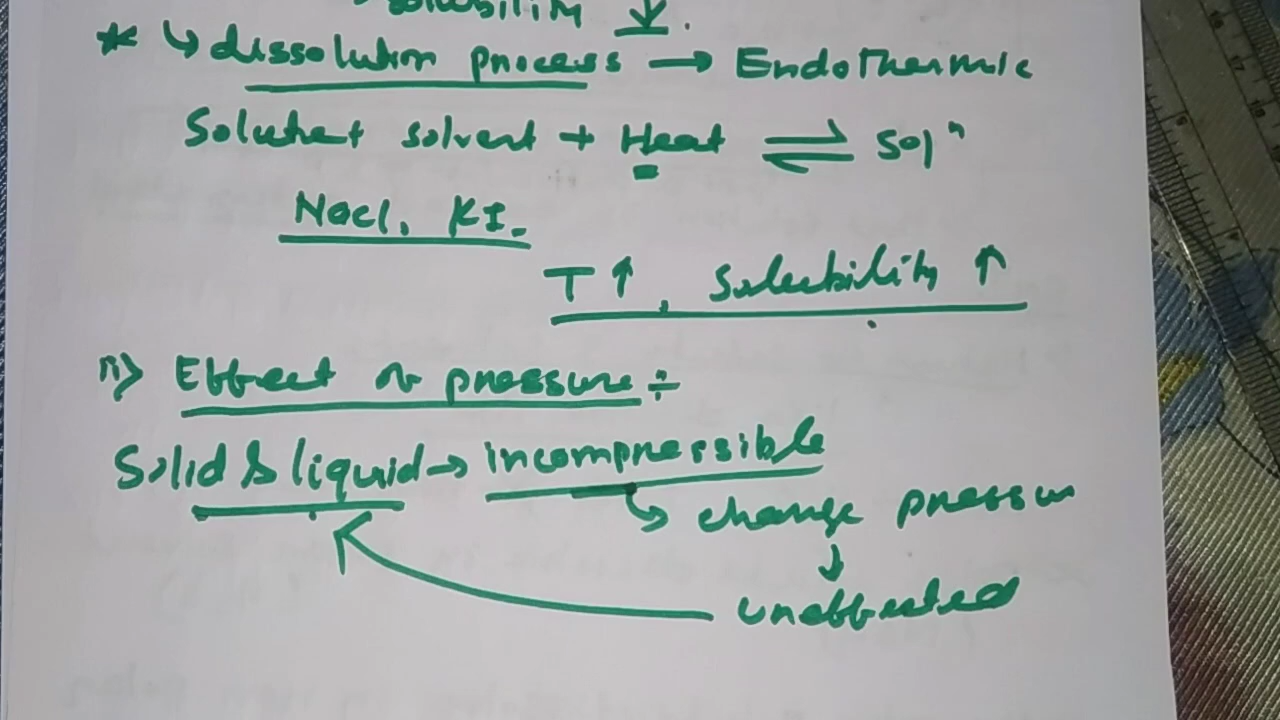 solubility ↓.
* ↳ dissolution process → Endothermic
Solute+ solvent + Heat ⇌ Solⁿ
NaCl, KI.
T↑, Solubility ↑
ii) Effect of pressure ÷
Solid & liquid → incompressible
↳ change pressure
↓
unaffected